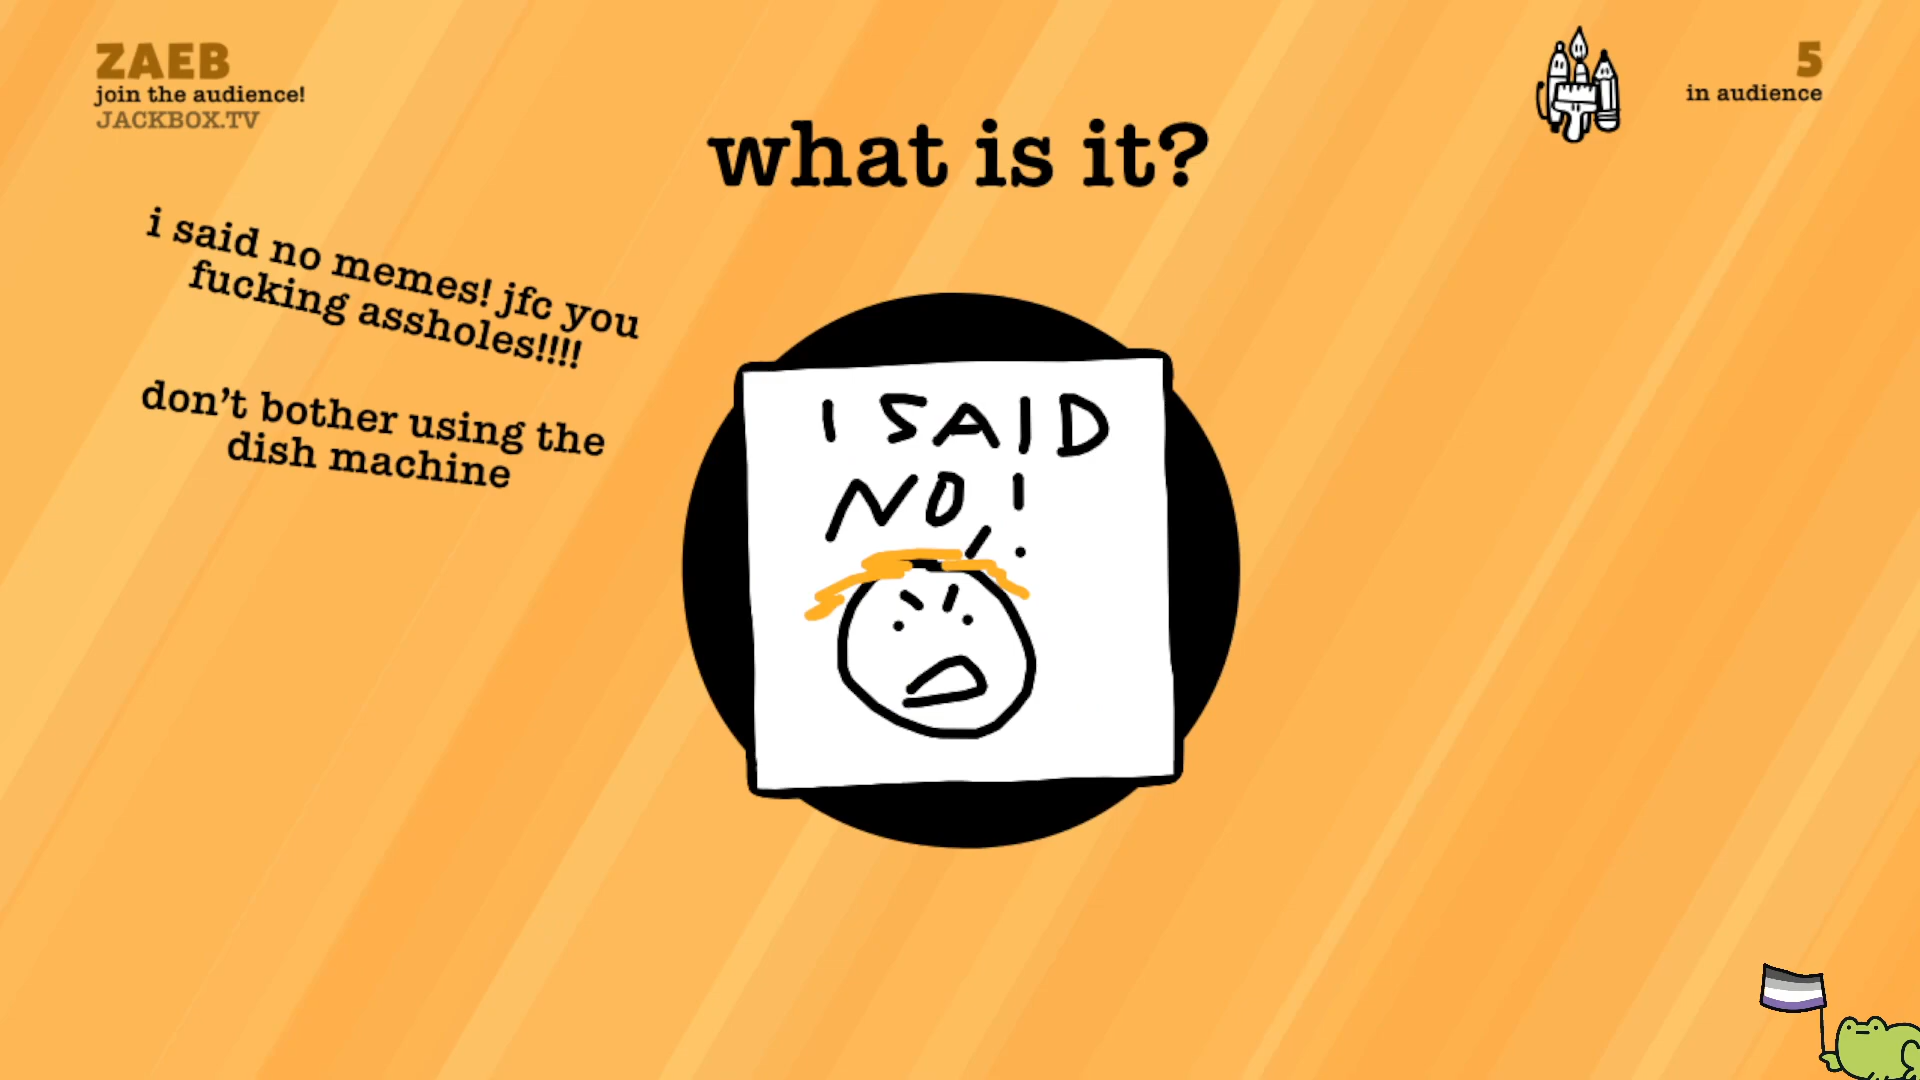 ZAEB
join the audience!
JACKBOX.TV
5
in audience
what is it?
i said no memes! jfc you
fucking assholes!!!!
don't bother using the
dish machine
I SAID
NO,!